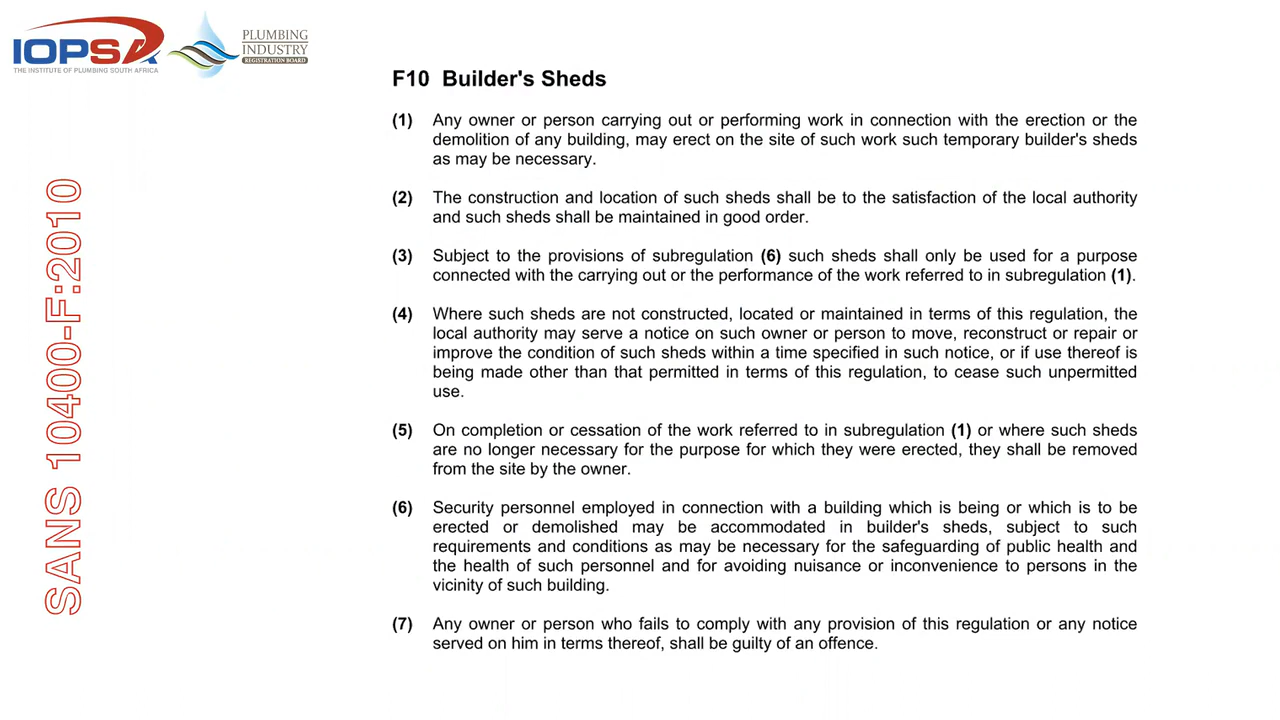 IOPSA
THE INSTITUTE OF PLUMBING SOUTH AFRICA
PLUMBING
INDUSTRY
REGISTRATION BOARD
SANS 10400-F:2010
F10 Builder's Sheds
(1) Any owner or person carrying out or performing work in connection with the erection or the
demolition of any building, may erect on the site of such work such temporary builder's sheds
as may be necessary.
(2) The construction and location of such sheds shall be to the satisfaction of the local authority
and such sheds shall be maintained in good order.
(3) Subject to the provisions of subregulation (6) such sheds shall only be used for a purpose
connected with the carrying out or the performance of the work referred to in subregulation (1).
(4) Where such sheds are not constructed, located or maintained in terms of this regulation, the
local authority may serve a notice on such owner or person to move, reconstruct or repair or
improve the condition of such sheds within a time specified in such notice, or if use thereof is
being made other than that permitted in terms of this regulation, to cease such unpermitted
use.
(5) On completion or cessation of the work referred to in subregulation (1) or where such sheds
are no longer necessary for the purpose for which they were erected, they shall be removed
from the site by the owner.
(6) Security personnel employed in connection with a building which is being or which is to be
erected or demolished may be accommodated in builder's sheds, subject to such
requirements and conditions as may be necessary for the safeguarding of public health and
the health of such personnel and for avoiding nuisance or inconvenience to persons in the
vicinity of such building.
(7) Any owner or person who fails to comply with any provision of this regulation or any notice
served on him in terms thereof, shall be guilty of an offence.